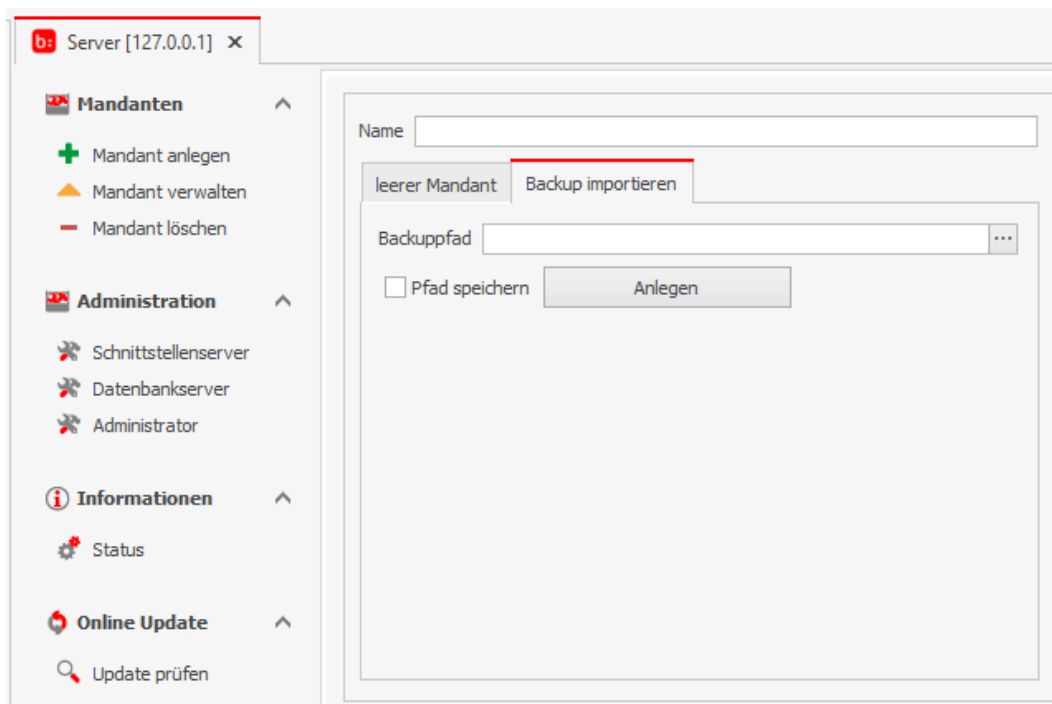 b:
Server [127.0.0.1]
Mandanten
Mandant anlegen
Mandant verwalten
Mandant löschen
Administration
Schnittstellenserver
Datenbankserver
Administrator
Informationen
Status
Online Update
Update prüfen
Name
leerer Mandant
Backup importieren
Backuppfad
...
Pfad speichern
Anlegen